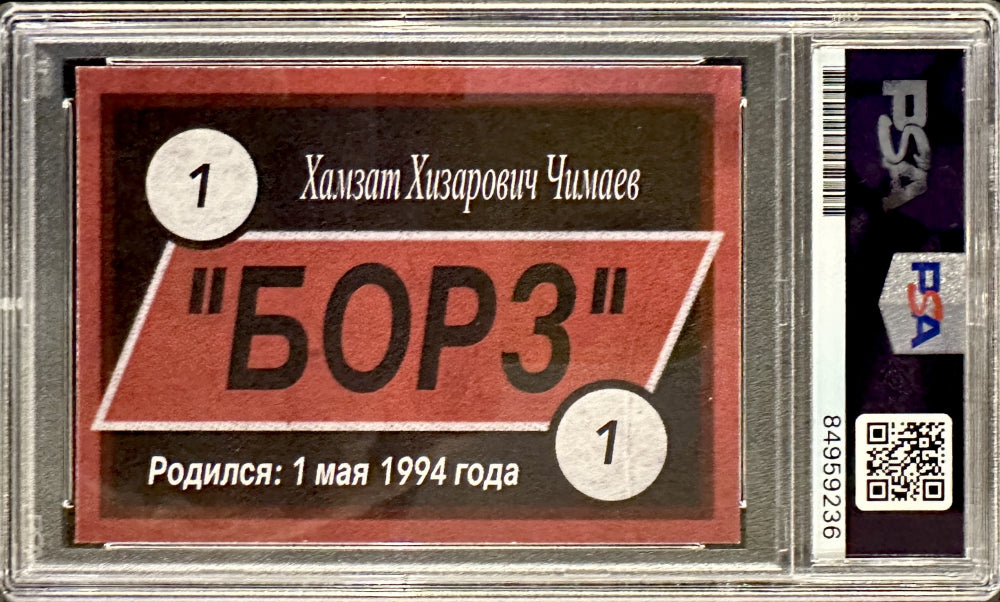 1
Хамзат Хизарович Чимаев
"БОРЗ"
1
Родился: 1 мая 1994 года
PSA
PSA
84959236